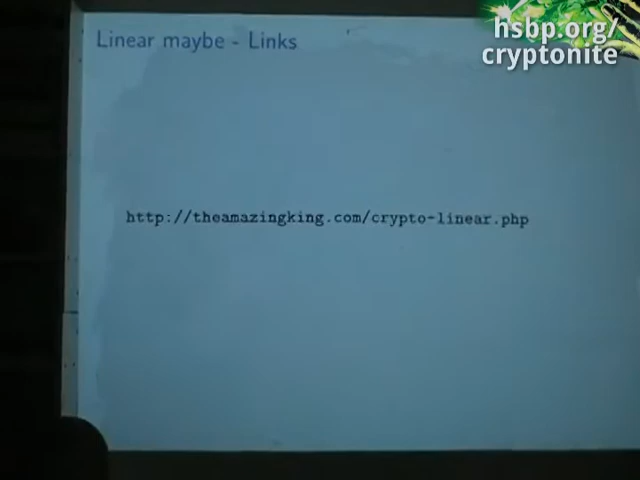 Linear maybe - Links
hsbp.org/
cryptonite
http://theamazingking.com/crypto-linear.php